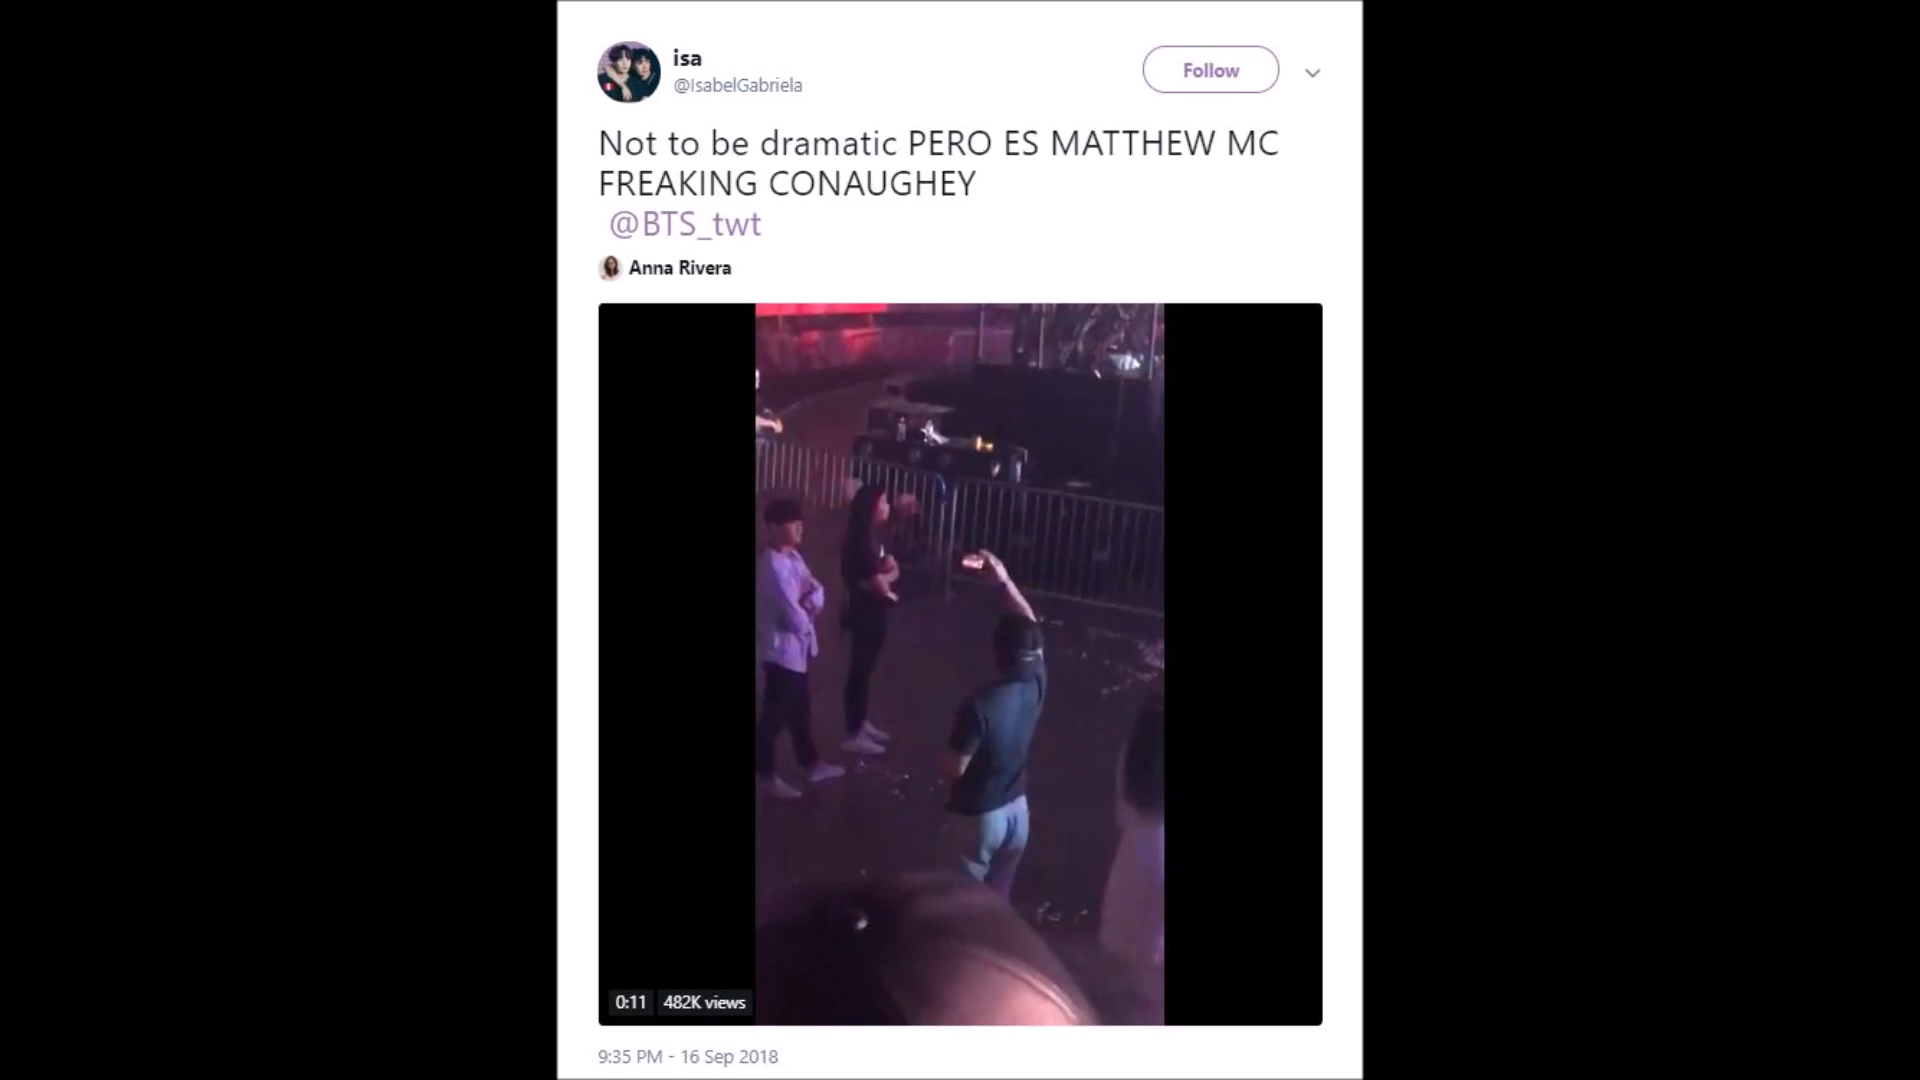 isa
@IsabelGabriela
Follow
Not to be dramatic PERO ES MATTHEW MC
FREAKING CONAUGHEY
@BTS_twt
Anna Rivera
0:11 482K views
9:35 PM - 16 Sep 2018